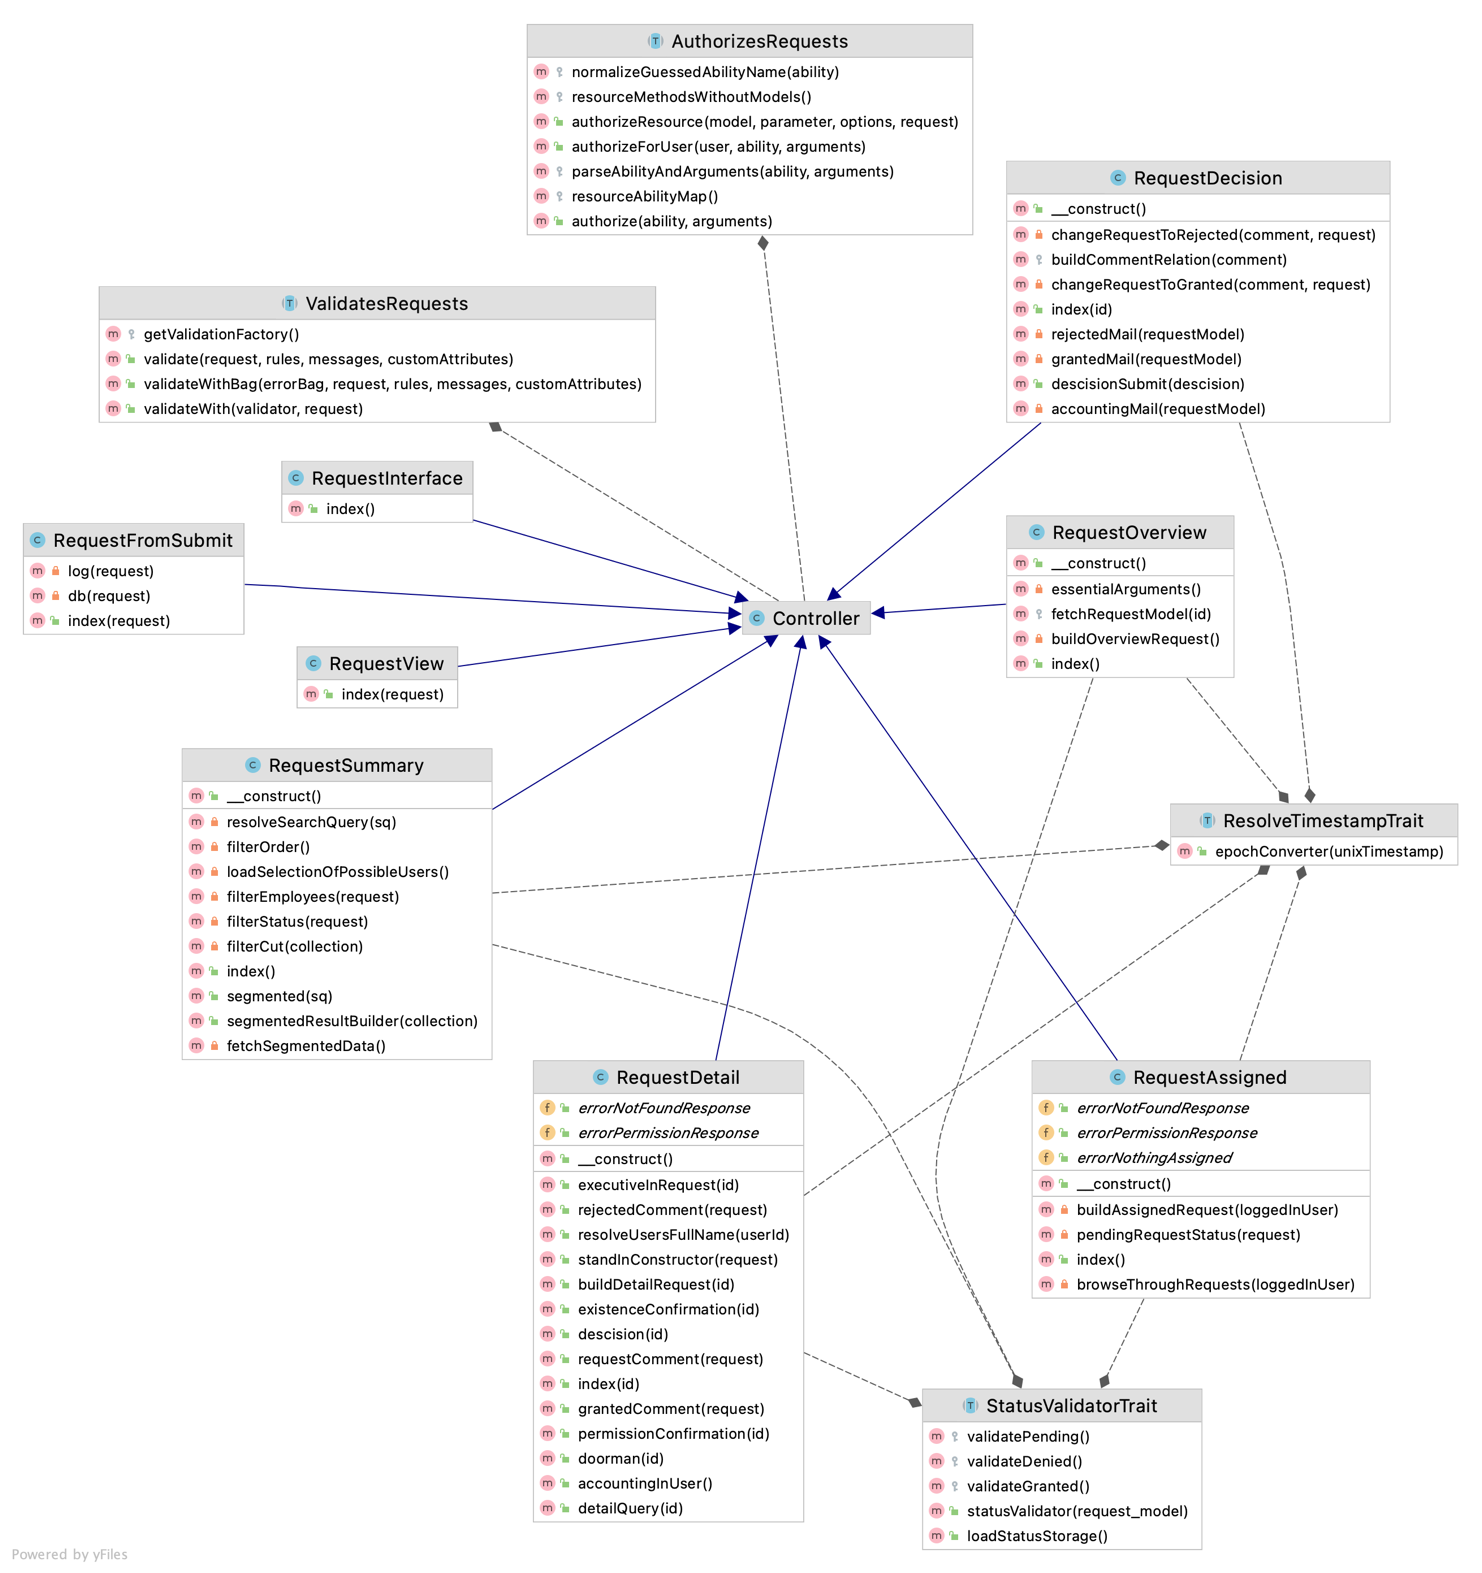 AuthorizesRequests
normalizeGuessedAbilityName(ability)
resourceMethodsWithoutModels()
authorizeResource(model, parameter, options, request)
authorizeForUser(user, ability, arguments)
parseAbilityAndArguments(ability, arguments)
resourceAbilityMap()
authorize(ability, arguments)
RequestDecision
__construct()
changeRequestToRejected(comment, request)
buildCommentRelation(comment)
changeRequestToGranted(comment, request)
index(id)
rejectedMail(requestModel)
grantedMail(requestModel)
descisionSubmit(descision)
accountingMail(requestModel)
ValidatesRequests
getValidationFactory()
validate(request, rules, messages, customAttributes)
validateWithBag(errorBag, request, rules, messages, customAttributes)
validateWith(validator, request)
RequestInterface
index()
RequestFromSubmit
log(request)
db(request)
index(request)
RequestOverview
__construct()
essentialArguments()
fetchRequestModel(id)
buildOverviewRequest()
index()
Controller
RequestView
index(request)
RequestSummary
__construct()
resolveSearchQuery(sq)
filterOrder()
loadSelectionOfPossibleUsers()
filterEmployees(request)
filterStatus(request)
filterCut(collection)
index()
segmented(sq)
segmentedResultBuilder(collection)
fetchSegmentedData()
ResolveTimestampTrait
epochConverter(unixTimestamp)
RequestDetail
errorNotFoundResponse
errorPermissionResponse
__construct()
executiveInRequest(id)
rejectedComment(request)
resolveUsersFullName(userId)
standInConstructor(request)
buildDetailRequest(id)
existenceConfirmation(id)
descision(id)
requestComment(request)
index(id)
grantedComment(request)
permissionConfirmation(id)
doorman(id)
accountingInUser()
detailQuery(id)
RequestAssigned
errorNotFoundResponse
errorPermissionResponse
errorNothingAssigned
__construct()
buildAssignedRequest(loggedInUser)
pendingRequestStatus(request)
index()
browseThroughRequests(loggedInUser)
StatusValidatorTrait
validatePending()
validateDenied()
validateGranted()
statusValidator(request_model)
loadStatusStorage()
Powered by yFiles